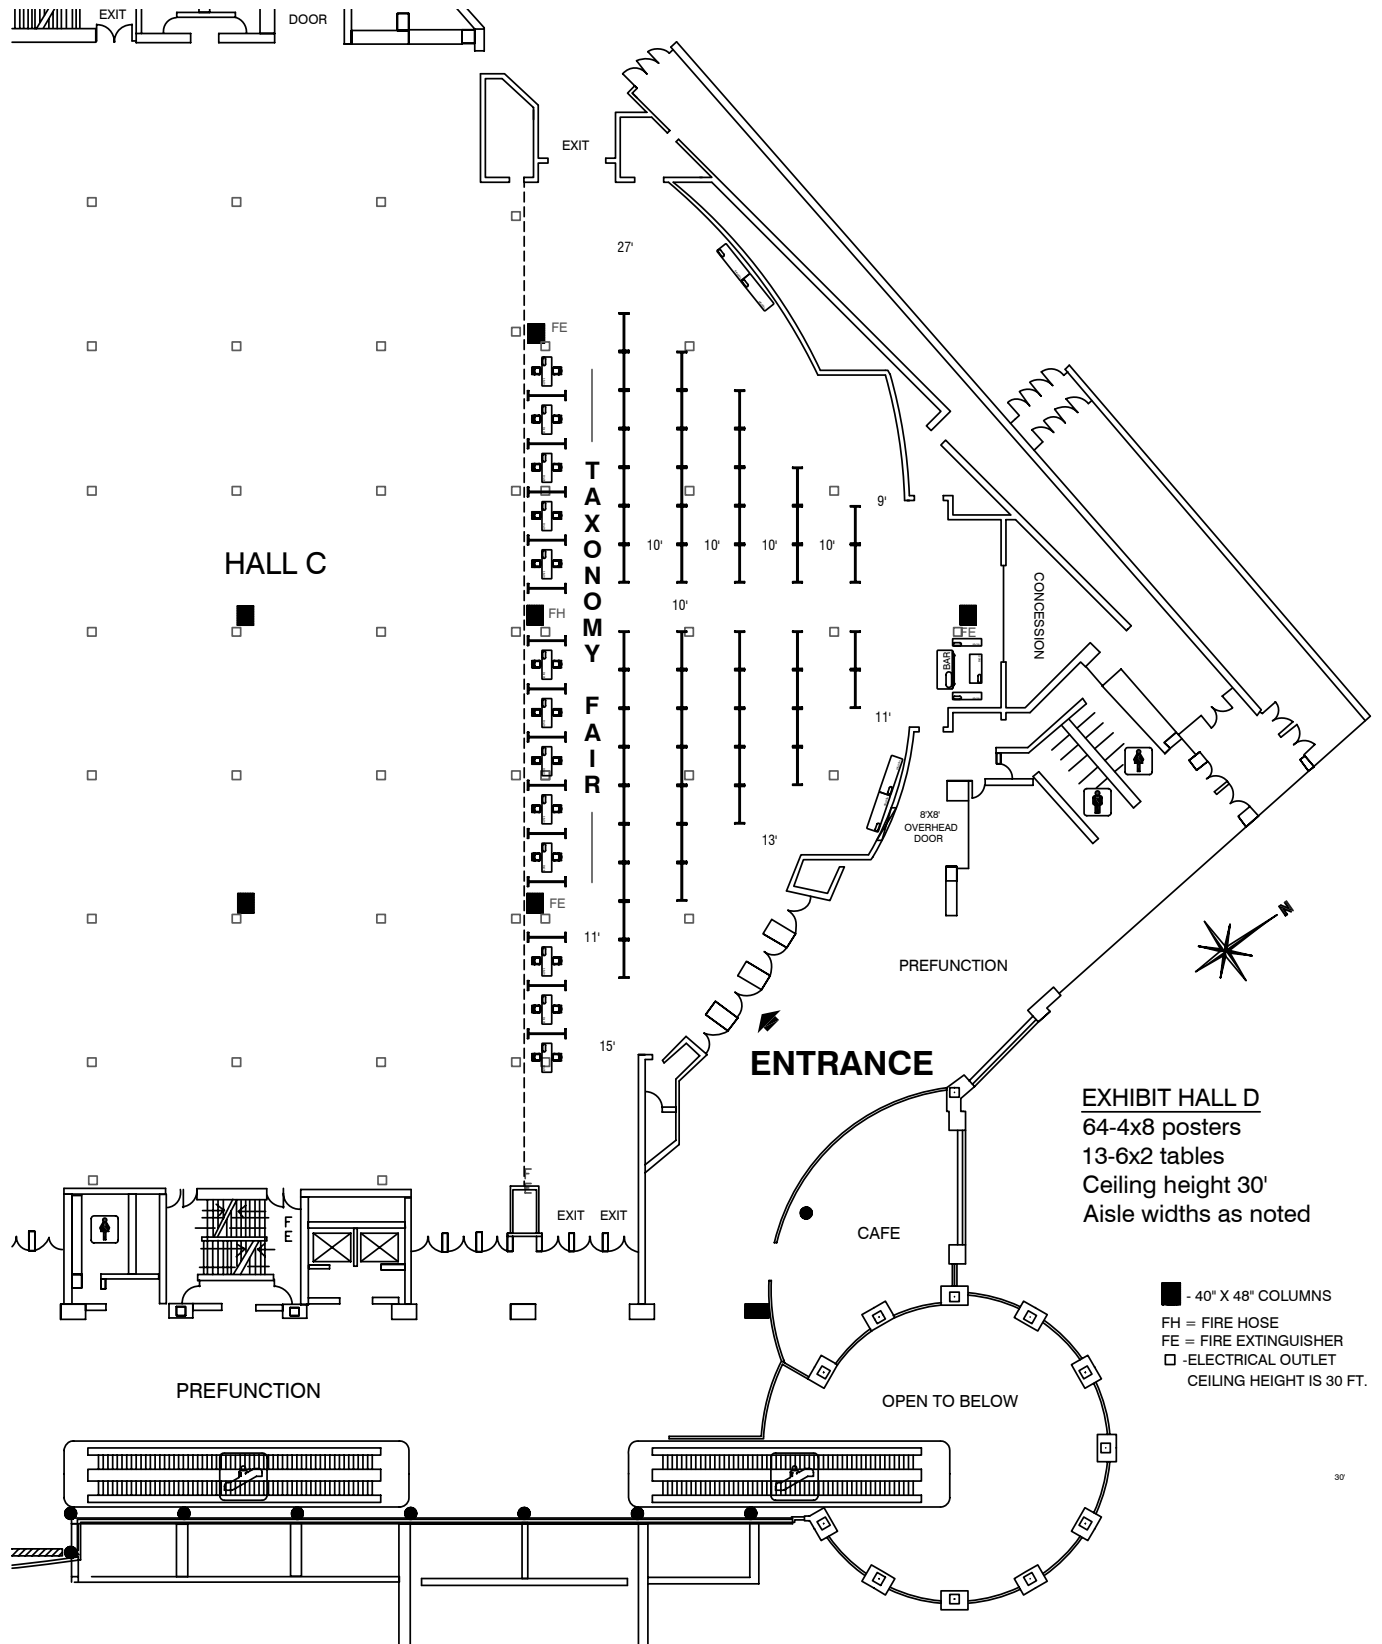 EXIT
DOOR
EXIT
27'
FE
TAXONOMY FAIR
9'
10'
10'
10'
10'
HALL C
10'
FH
FE
CONCESSION
BAR
11'
8'X8'
OVERHEAD
DOOR
13'
FE
11'
PREFUNCTION
N
15'
ENTRANCE
EXHIBIT HALL D
64-4x8 posters
13-6x2 tables
Ceiling height 30'
Aisle widths as noted
FE
FE
EXIT
EXIT
CAFE
- 40" X 48" COLUMNS
FH = FIRE HOSE
FE = FIRE EXTINGUISHER
-ELECTRICAL OUTLET
CEILING HEIGHT IS 30 FT.
PREFUNCTION
OPEN TO BELOW
30'